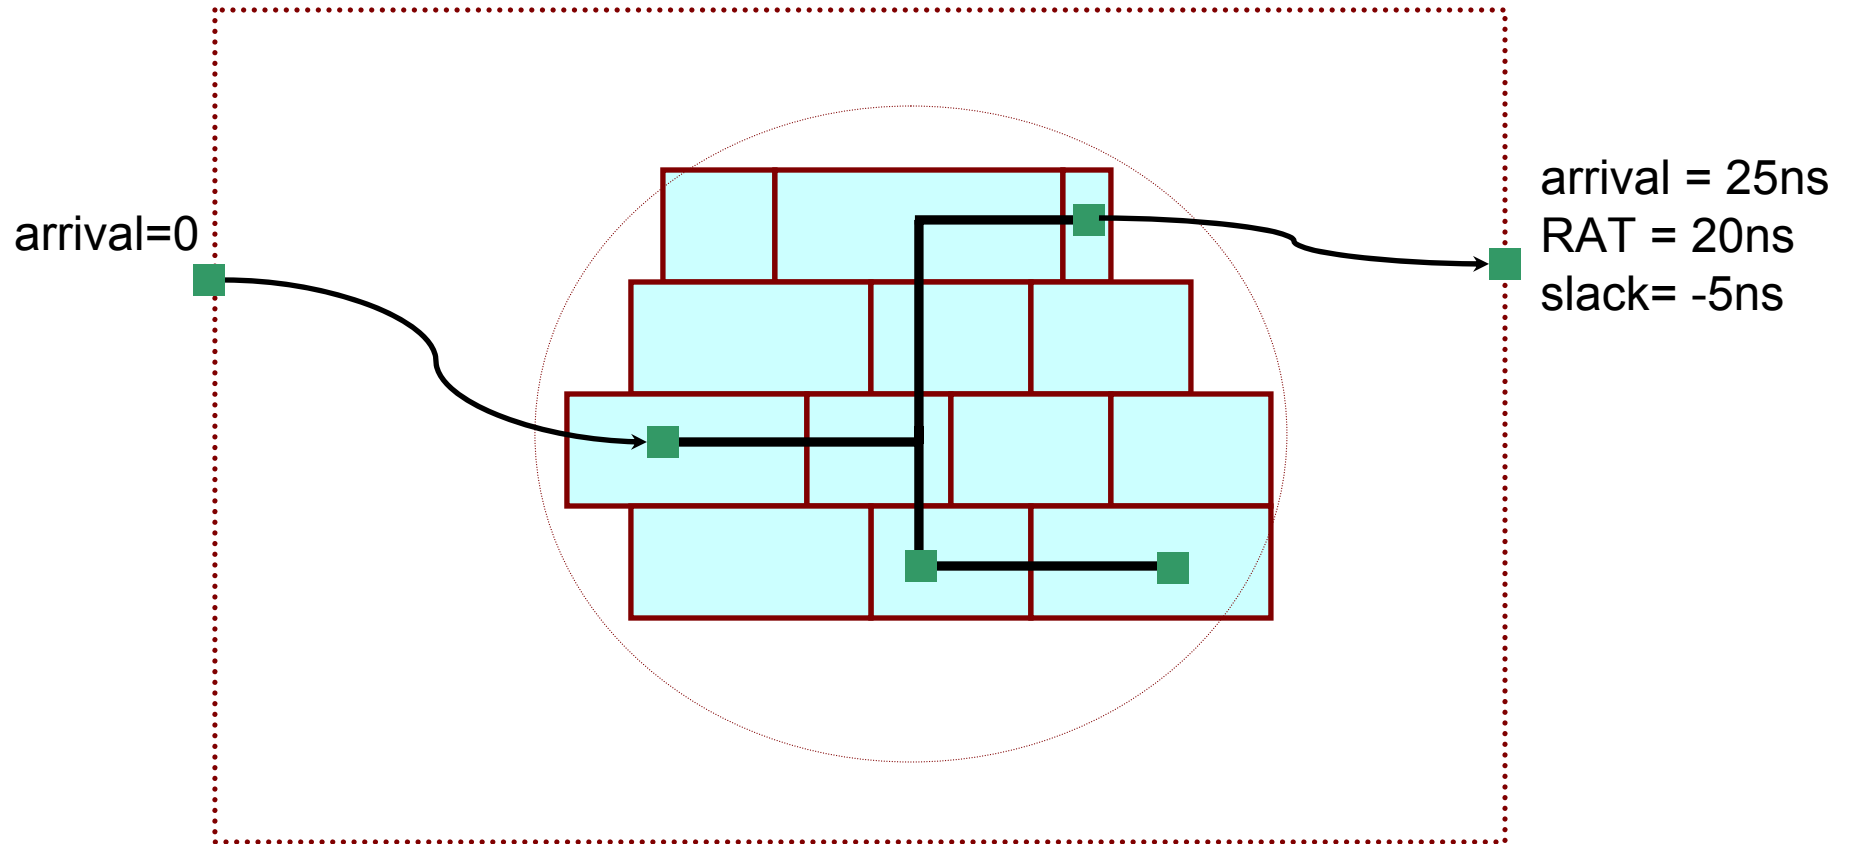 arrival=0
arrival = 25ns
RAT = 20ns
slack= -5ns